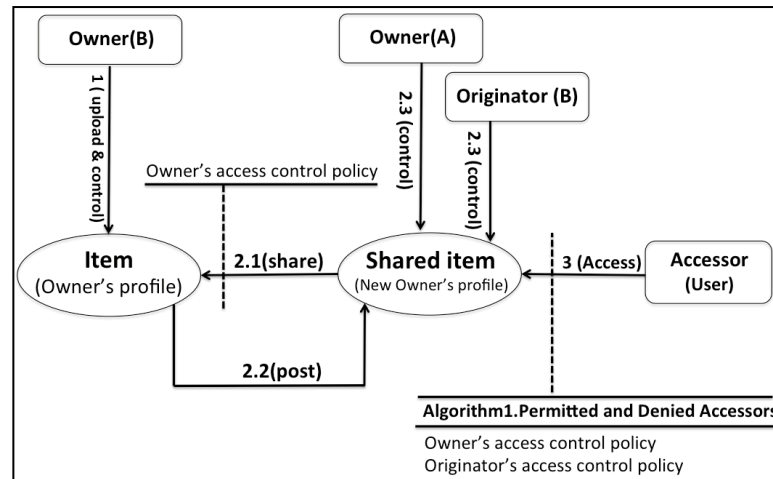 Owner(B)
Owner(A)
Originator (B)
1 ( upload & control)
2.3 (control)
2.3 (control)
Owner's access control policy
Item
(Owner's profile)
2.1(share)
Shared item
(New Owner's profile)
3 (Access)
Accessor
(User)
2.2(post)
Algorithm1.Permitted and Denied Accessors
Owner's access control policy
Originator's access control policy